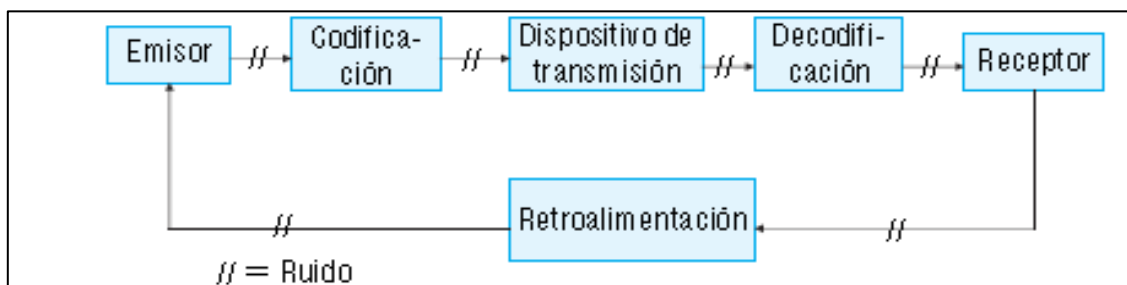 Emisor
//
Codifica-
ción
//
Dispositivo de
transmisión
//
Decodifi-
cación
//
Receptor
Retroalimentación
//
//
// = Ruido